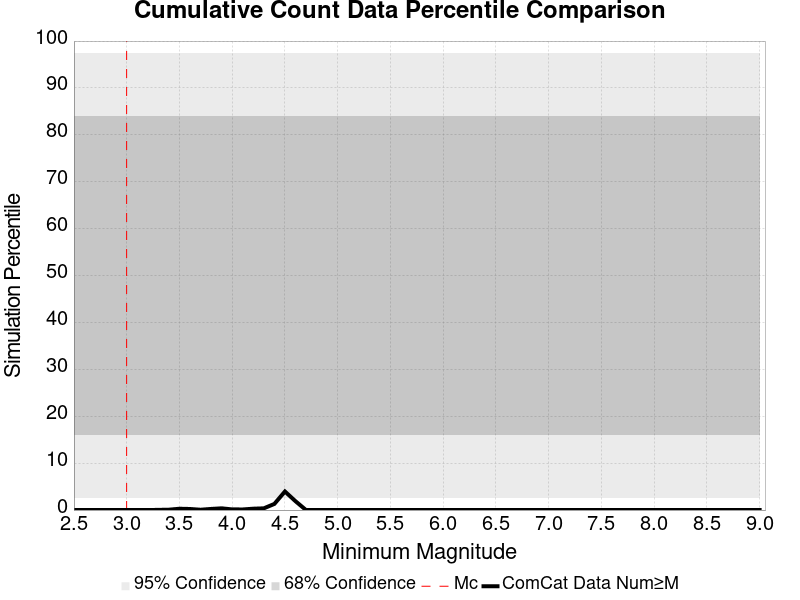 Cumulative Count Data Percentile Comparison
100
90
80
70
60
50
40
30
20
10
0
Simulation Percentile
2.5 3.0 3.5 4.0 4.5 5.0 5.5 6.0 6.5 7.0 7.5 8.0 8.5 9.0
Minimum Magnitude
95% Confidence 68% Confidence Mc ComCat Data Num≥M